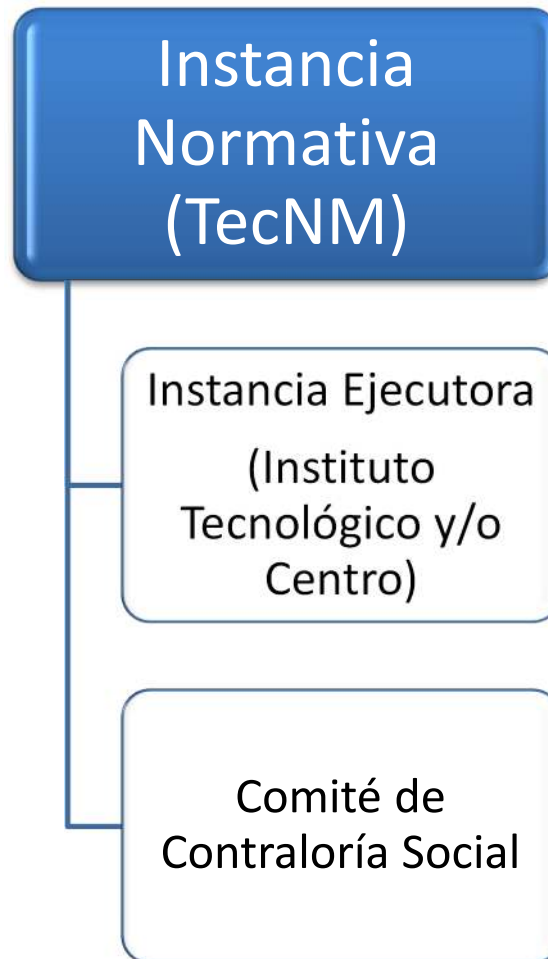 Instancia
Normativa
(TecNM)
Instancia Ejecutora
(Instituto
Tecnológico y/o
Centro)
Comité de
Contraloría Social